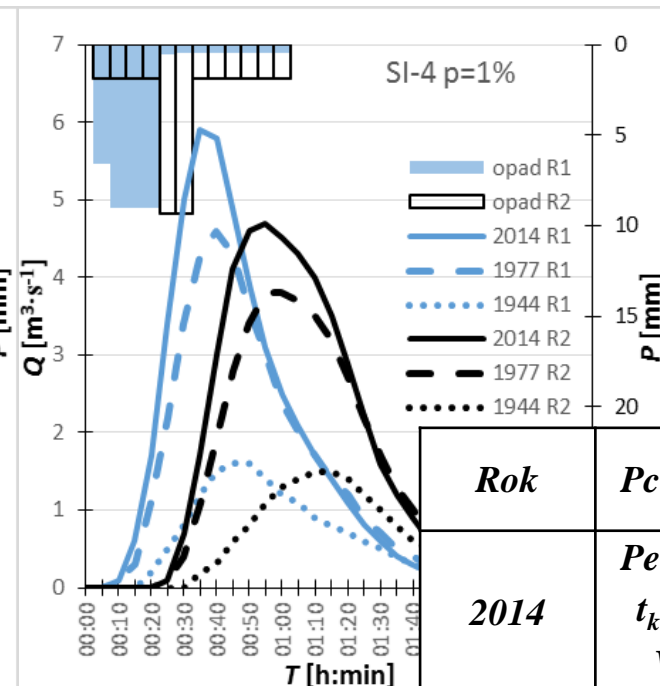 SI-4 p=1%
7
6
5
4
3
2
1
0
Q [m³·s⁻¹]
0
5
10
15
20
P [mm]
opad R1
opad R2
2014 R1
1977 R1
1944 R1
2014 R2
1977 R2
1944 R2
00:00
00:10
00:20
00:30
00:40
00:50
01:00
01:10
01:20
01:30
01:40
T [h:min]
Rok Pc
2014
Pe
tk